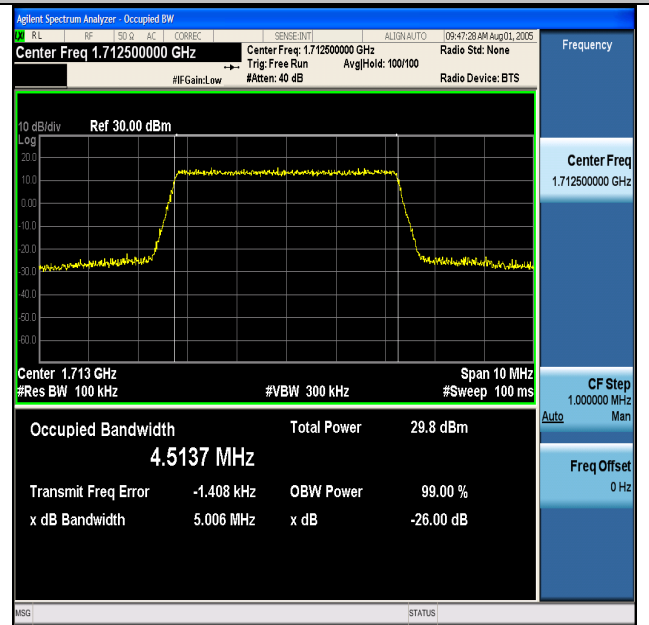 Agilent Spectrum Analyzer - Occupied BW
RL RF 50 Ω AC CORREC SENSE:INT ALIGN AUTO 09:47:28 AM Aug 01, 2005
Center Freq 1.712500000 GHz
Center Freq: 1.712500000 GHz Radio Std: None
Trig: Free Run Avg|Hold: 100/100
#IFGain:Low #Atten: 40 dB Radio Device: BTS
Frequency
10 dB/div Ref 30.00 dBm
Log
20.0
10.0
0.00
-10.0
-20.0
-30.0
-40.0
-50.0
-60.0
Center 1.713 GHz Span 10 MHz
#Res BW 100 kHz #VBW 300 kHz #Sweep 100 ms
Occupied Bandwidth Total Power 29.8 dBm
4.5137 MHz
Transmit Freq Error -1.408 kHz OBW Power 99.00 %
x dB Bandwidth 5.006 MHz x dB -26.00 dB
Center Freq
1.712500000 GHz
CF Step
1.000000 MHz
Auto Man
Freq Offset
0 Hz
MSG STATUS